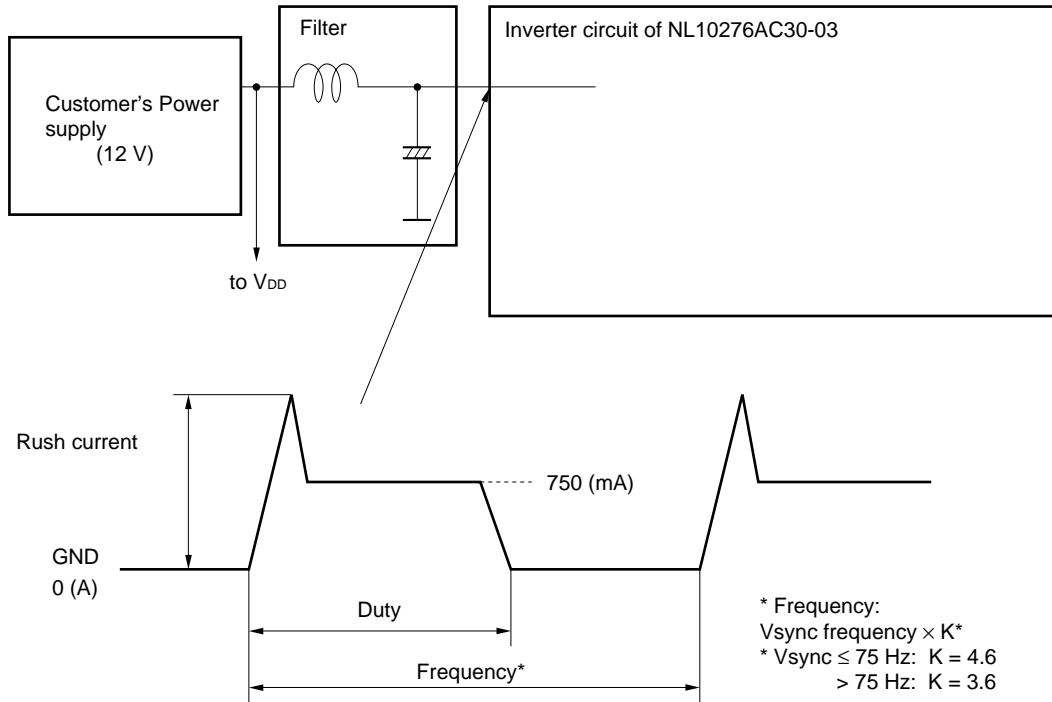 Filter
Inverter circuit of NL10276AC30-03
Customer's Power
supply
(12 V)
to VDD
Rush current
750 (mA)
GND
0 (A)
Duty
Frequency*
* Frequency:
Vsync frequency × K*
* Vsync ≤ 75 Hz: K = 4.6
> 75 Hz: K = 3.6